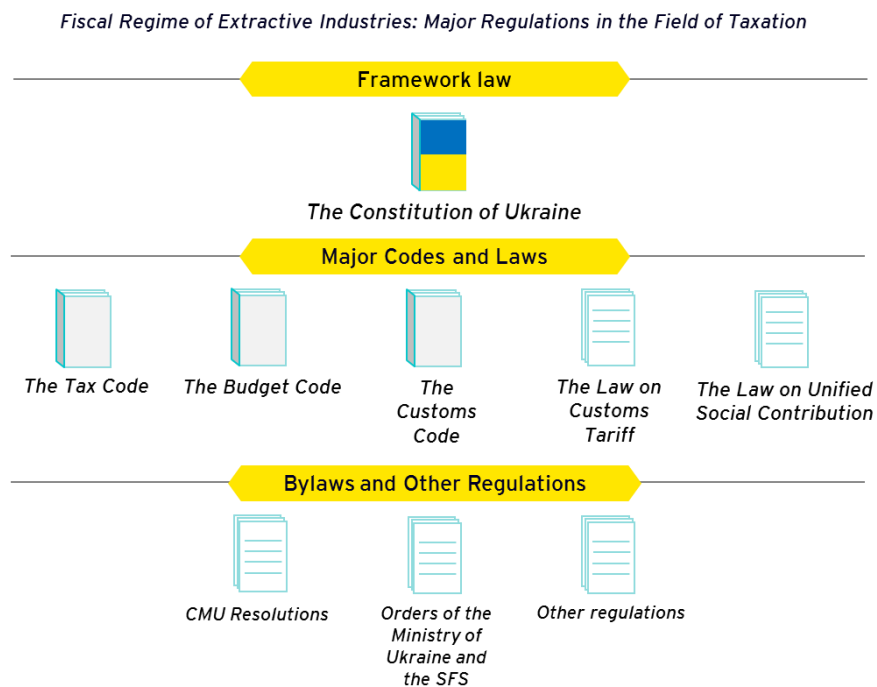 Fiscal Regime of Extractive Industries: Major Regulations in the Field of Taxation
Framework law
The Constitution of Ukraine
Major Codes and Laws
The Tax Code
The Budget Code
The
Customs
Code
The Law on
Customs
Tariff
The Law on Unified
Social Contribution
Bylaws and Other Regulations
CMU Resolutions
Orders of the
Ministry of
Ukraine and
the SFS
Other regulations